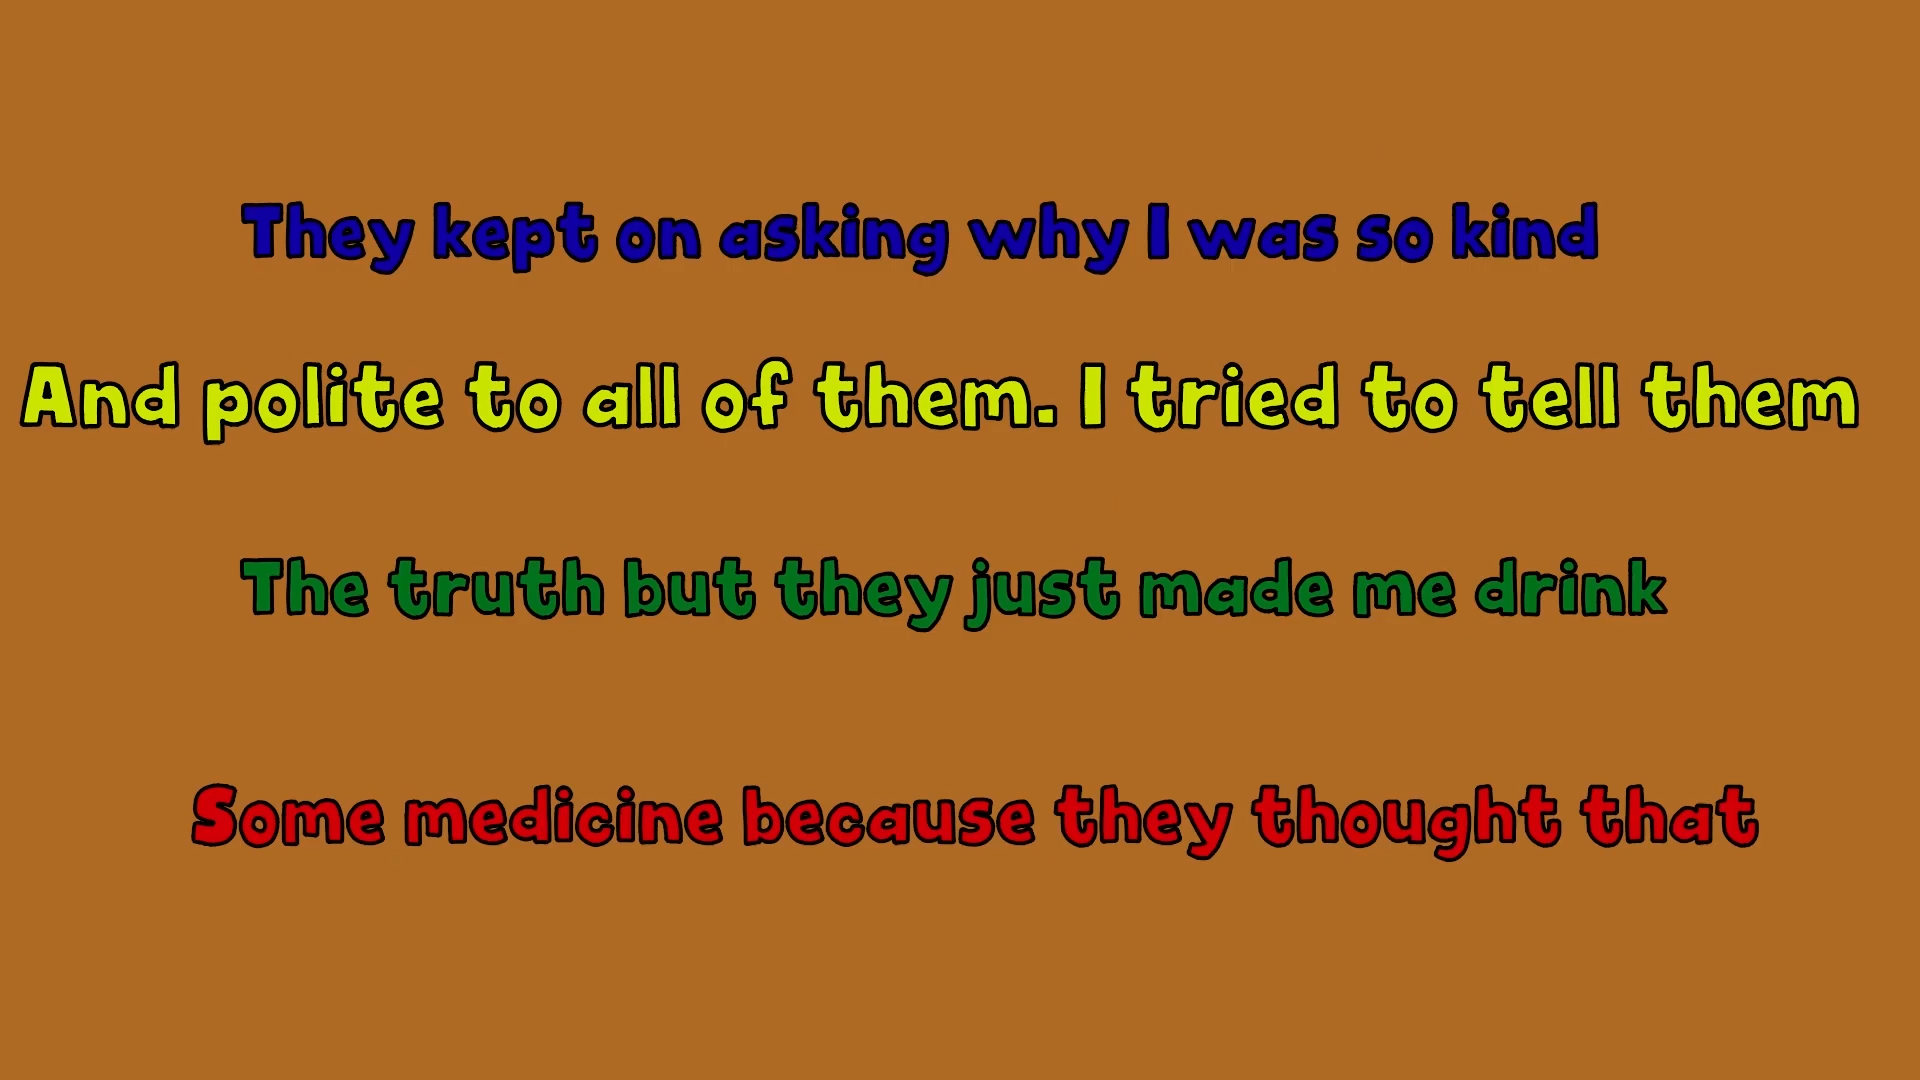 They kept on asking why I was so kind
And polite to all of them. I tried to tell them
The truth but they just made me drink
Some medicine because they thought that